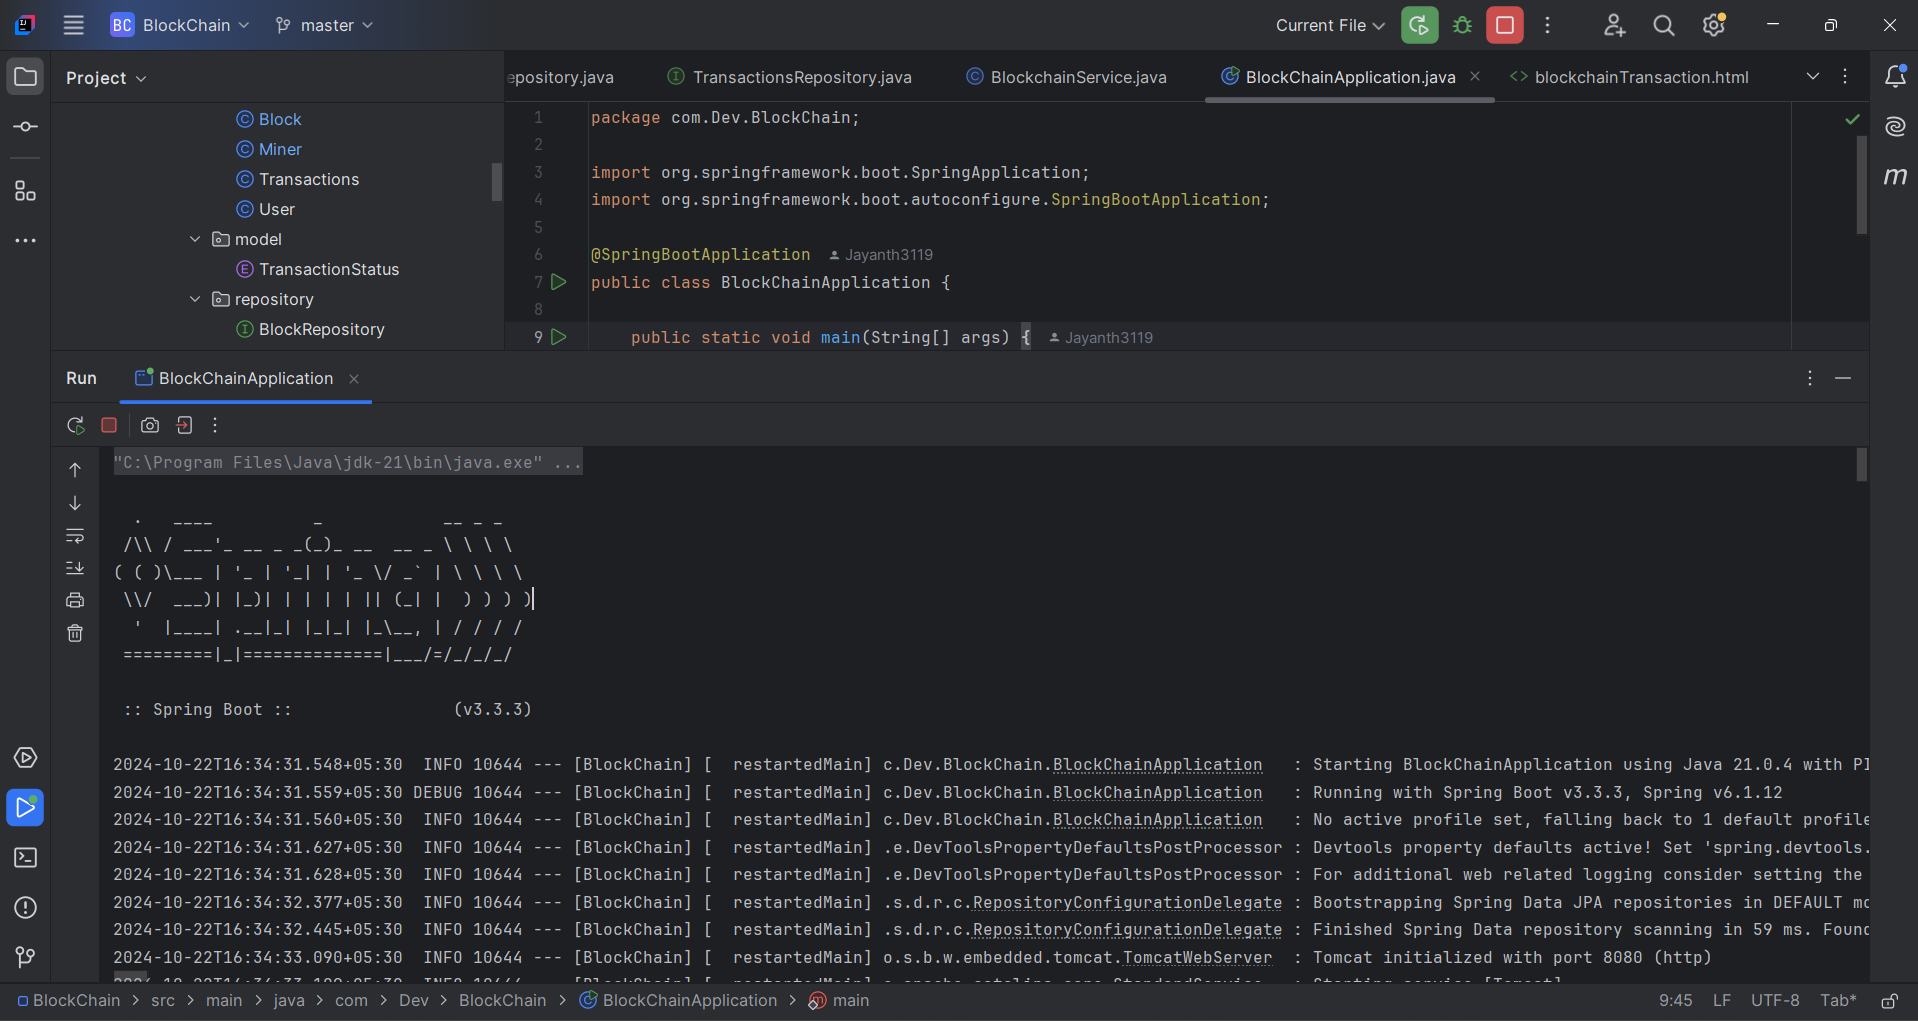 BC BlockChain master Current File
Project
epository.java TransactionsRepository.java BlockchainService.java BlockChainApplication.java blockchainTransaction.html
Block
Miner
Transactions
User
model
TransactionStatus
repository
BlockRepository
1 package com.Dev.BlockChain;
2
3 import org.springframework.boot.SpringApplication;
4 import org.springframework.boot.autoconfigure.SpringBootApplication;
5
6 @SpringBootApplication Jayanth3119
7 public class BlockChainApplication {
8
9 public static void main(String[] args) { Jayanth3119
Run BlockChainApplication
"C:\Program Files\Java\jdk-21\bin\java.exe" ...
  .   ____          _            __ _ _
 /\\ / ___'_ __ _ _(_)_ __  __ _ \ \ \ \
( ( )\___ | '_ | '_| | '_ \/ _` | \ \ \ \
 \\/  ___)| |_)| | | | | || (_| |  ) ) ) )
  '  |____| .__|_| |_|_| |_\__, | / / / /
 =========|_|==============|___/=/_/_/_/
:: Spring Boot :: (v3.3.3)
2024-10-22T16:34:31.548+05:30 INFO 10644 --- [BlockChain] [ restartedMain] c.Dev.BlockChain.BlockChainApplication : Starting BlockChainApplication using Java 21.0.4 with PI
2024-10-22T16:34:31.559+05:30 DEBUG 10644 --- [BlockChain] [ restartedMain] c.Dev.BlockChain.BlockChainApplication : Running with Spring Boot v3.3.3, Spring v6.1.12
2024-10-22T16:34:31.560+05:30 INFO 10644 --- [BlockChain] [ restartedMain] c.Dev.BlockChain.BlockChainApplication : No active profile set, falling back to 1 default profile
2024-10-22T16:34:31.627+05:30 INFO 10644 --- [BlockChain] [ restartedMain] .e.DevToolsPropertyDefaultsPostProcessor : Devtools property defaults active! Set 'spring.devtools.
2024-10-22T16:34:31.628+05:30 INFO 10644 --- [BlockChain] [ restartedMain] .e.DevToolsPropertyDefaultsPostProcessor : For additional web related logging consider setting the
2024-10-22T16:34:32.377+05:30 INFO 10644 --- [BlockChain] [ restartedMain] .s.d.r.c.RepositoryConfigurationDelegate : Bootstrapping Spring Data JPA repositories in DEFAULT mo
2024-10-22T16:34:32.445+05:30 INFO 10644 --- [BlockChain] [ restartedMain] .s.d.r.c.RepositoryConfigurationDelegate : Finished Spring Data repository scanning in 59 ms. Found
2024-10-22T16:34:33.090+05:30 INFO 10644 --- [BlockChain] [ restartedMain] o.s.b.w.embedded.tomcat.TomcatWebServer : Tomcat initialized with port 8080 (http)
BlockChain > src > main > java > com > Dev > BlockChain > BlockChainApplication > main 9:45 LF UTF-8 Tab*